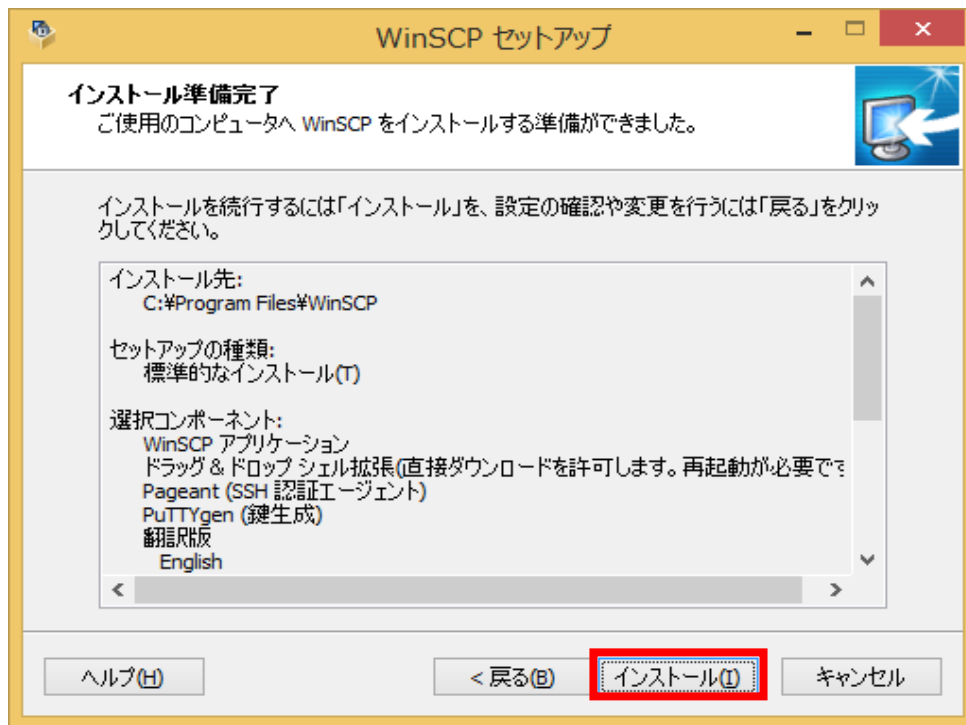 WinSCP セットアップ
インストール準備完了
ご使用のコンピュータへ WinSCP をインストールする準備ができました。
インストールを続行するには「インストール」を、設定の確認や変更を行うには「戻る」をクリッ
クしてください。
インストール先:
C:¥Program Files¥WinSCP
セットアップの種類:
標準的なインストール(T)
選択コンポーネント:
WinSCP アプリケーション
ドラッグ & ドロップ シェル拡張(直接ダウンロードを許可します。再起動が必要です
Pageant (SSH 認証エージェント)
PuTTYgen (鍵生成)
翻訳版
English
ヘルプ(H)
< 戻る(B)
インストール(I)
キャンセル